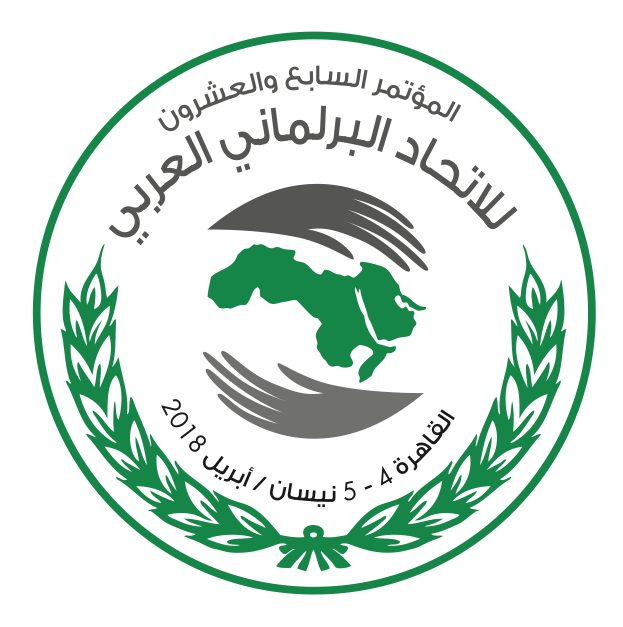 المؤتمر السابع والعشرون
للاتحاد البرلماني العربي
القاهرة 4 - 5 نيسان / أبريل 2018